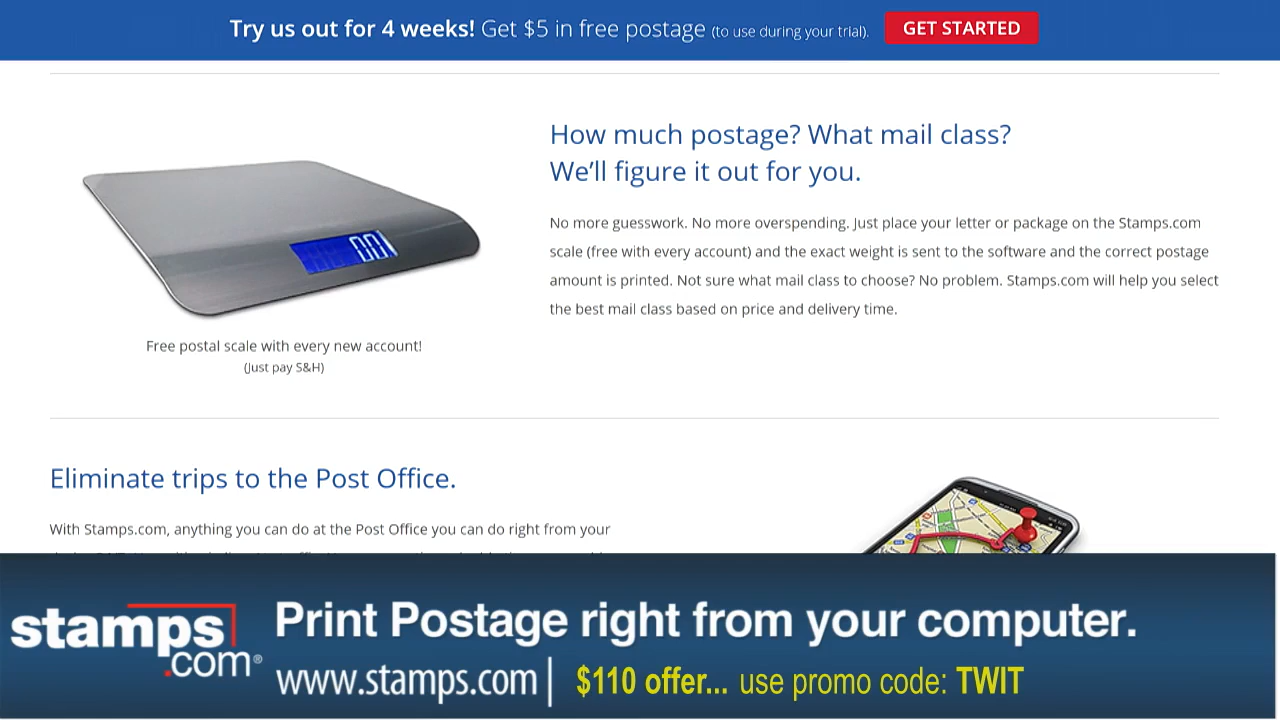 Try us out for 4 weeks! Get $5 in free postage (to use during your trial). GET STARTED
How much postage? What mail class?
We'll figure it out for you.
No more guesswork. No more overspending. Just place your letter or package on the Stamps.com
scale (free with every account) and the exact weight is sent to the software and the correct postage
amount is printed. Not sure what mail class to choose? No problem. Stamps.com will help you select
the best mail class based on price and delivery time.
0.0
Free postal scale with every new account!
(Just pay S&H)
Eliminate trips to the Post Office.
With Stamps.com, anything you can do at the Post Office you can do right from your
stamps
.com®
Print Postage right from your computer.
www.stamps.com | $110 offer... use promo code: TWIT